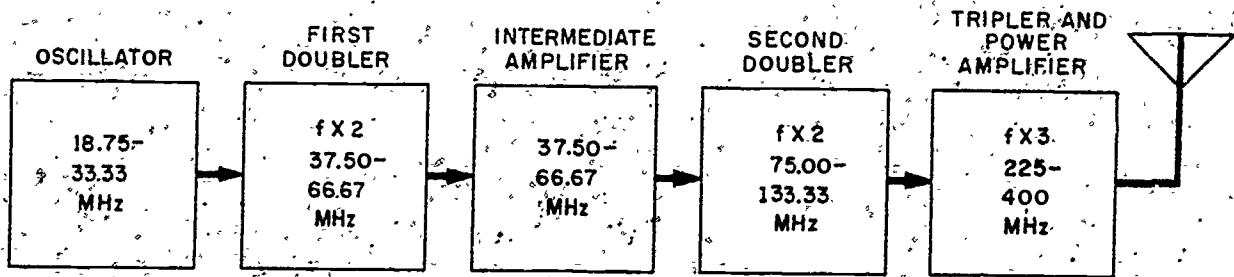 OSCILLATOR
18.75-
33.33
MHz
FIRST
DOUBLER
f X 2
37.50-
66.67
MHz
INTERMEDIATE
AMPLIFIER
37.50-
66.67
MHz
SECOND
DOUBLER
f X 2
75.00-
133.33
MHz
TRIPLER AND
POWER
AMPLIFIER
f X 3
225-
400
MHz